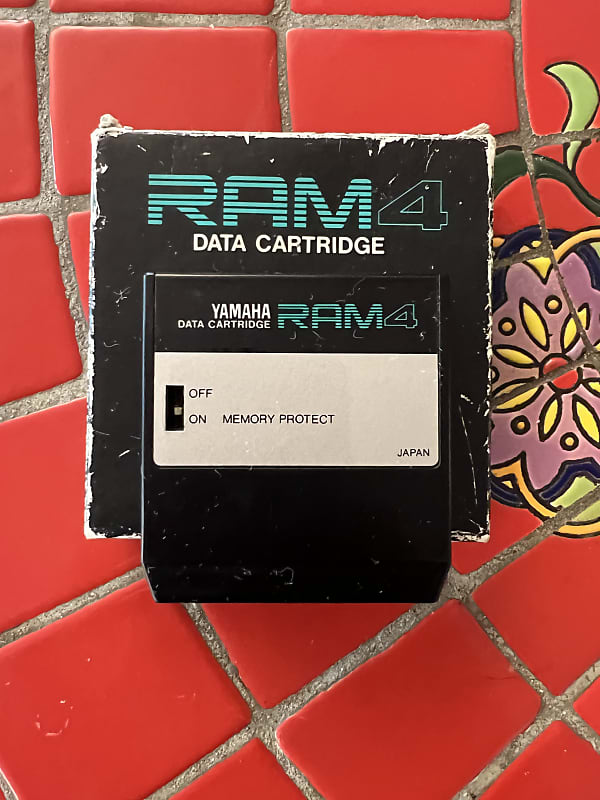 RAM4
DATA CARTRIDGE
YAMAHA
DATA CARTRIDGE RAM4
OFF
ON MEMORY PROTECT
JAPAN